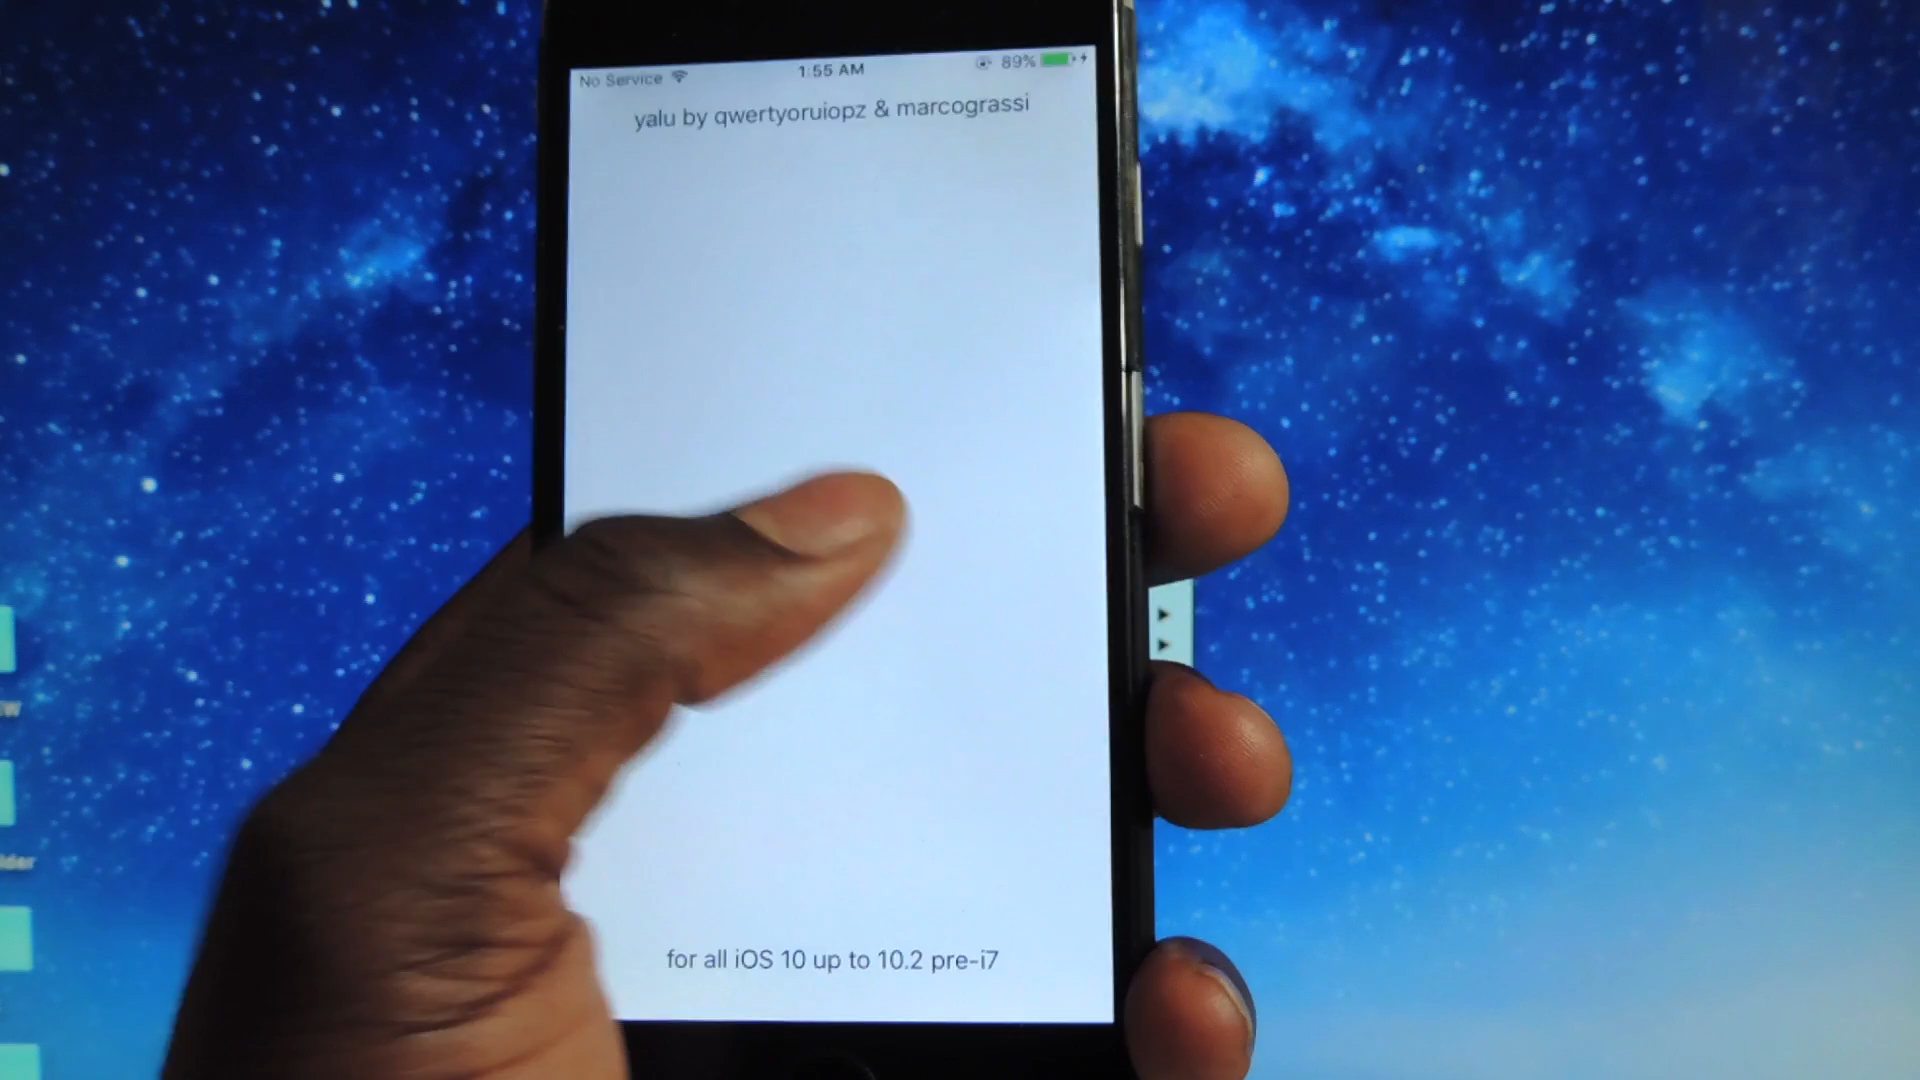 No Service
1:55 AM
89%
yalu by qwertyoruiopz & marcograssi
for all iOS 10 up to 10.2 pre-i7